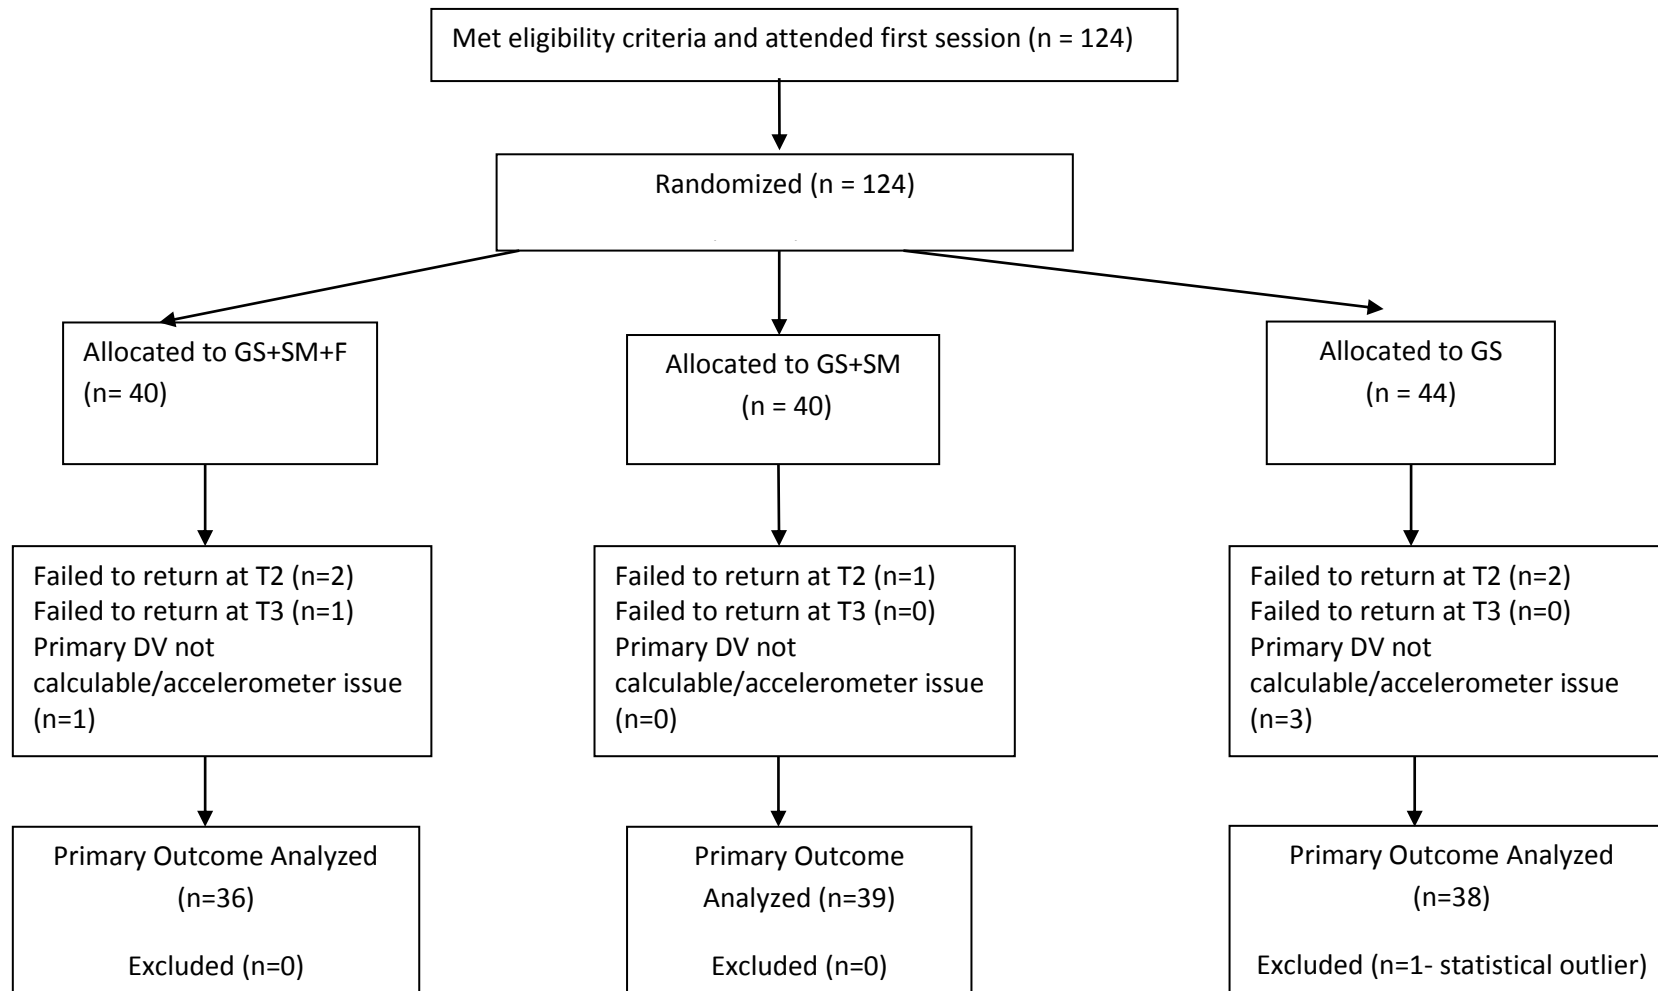 Met eligibility criteria and attended first session (n = 124)
Randomized (n = 124)
Allocated to GS+SM+F
(n= 40)
Allocated to GS+SM
(n = 40)
Allocated to GS
(n = 44)
Failed to return at T2 (n=2)
Failed to return at T3 (n=1)
Primary DV not
calculable/accelerometer issue
(n=1)
Failed to return at T2 (n=1)
Failed to return at T3 (n=0)
Primary DV not
calculable/accelerometer issue
(n=0)
Failed to return at T2 (n=2)
Failed to return at T3 (n=0)
Primary DV not
calculable/accelerometer issue
(n=3)
Primary Outcome Analyzed
(n=36)
Excluded (n=0)
Primary Outcome
Analyzed (n=39)
Excluded (n=0)
Primary Outcome Analyzed
(n=38)
Excluded (n=1- statistical outlier)